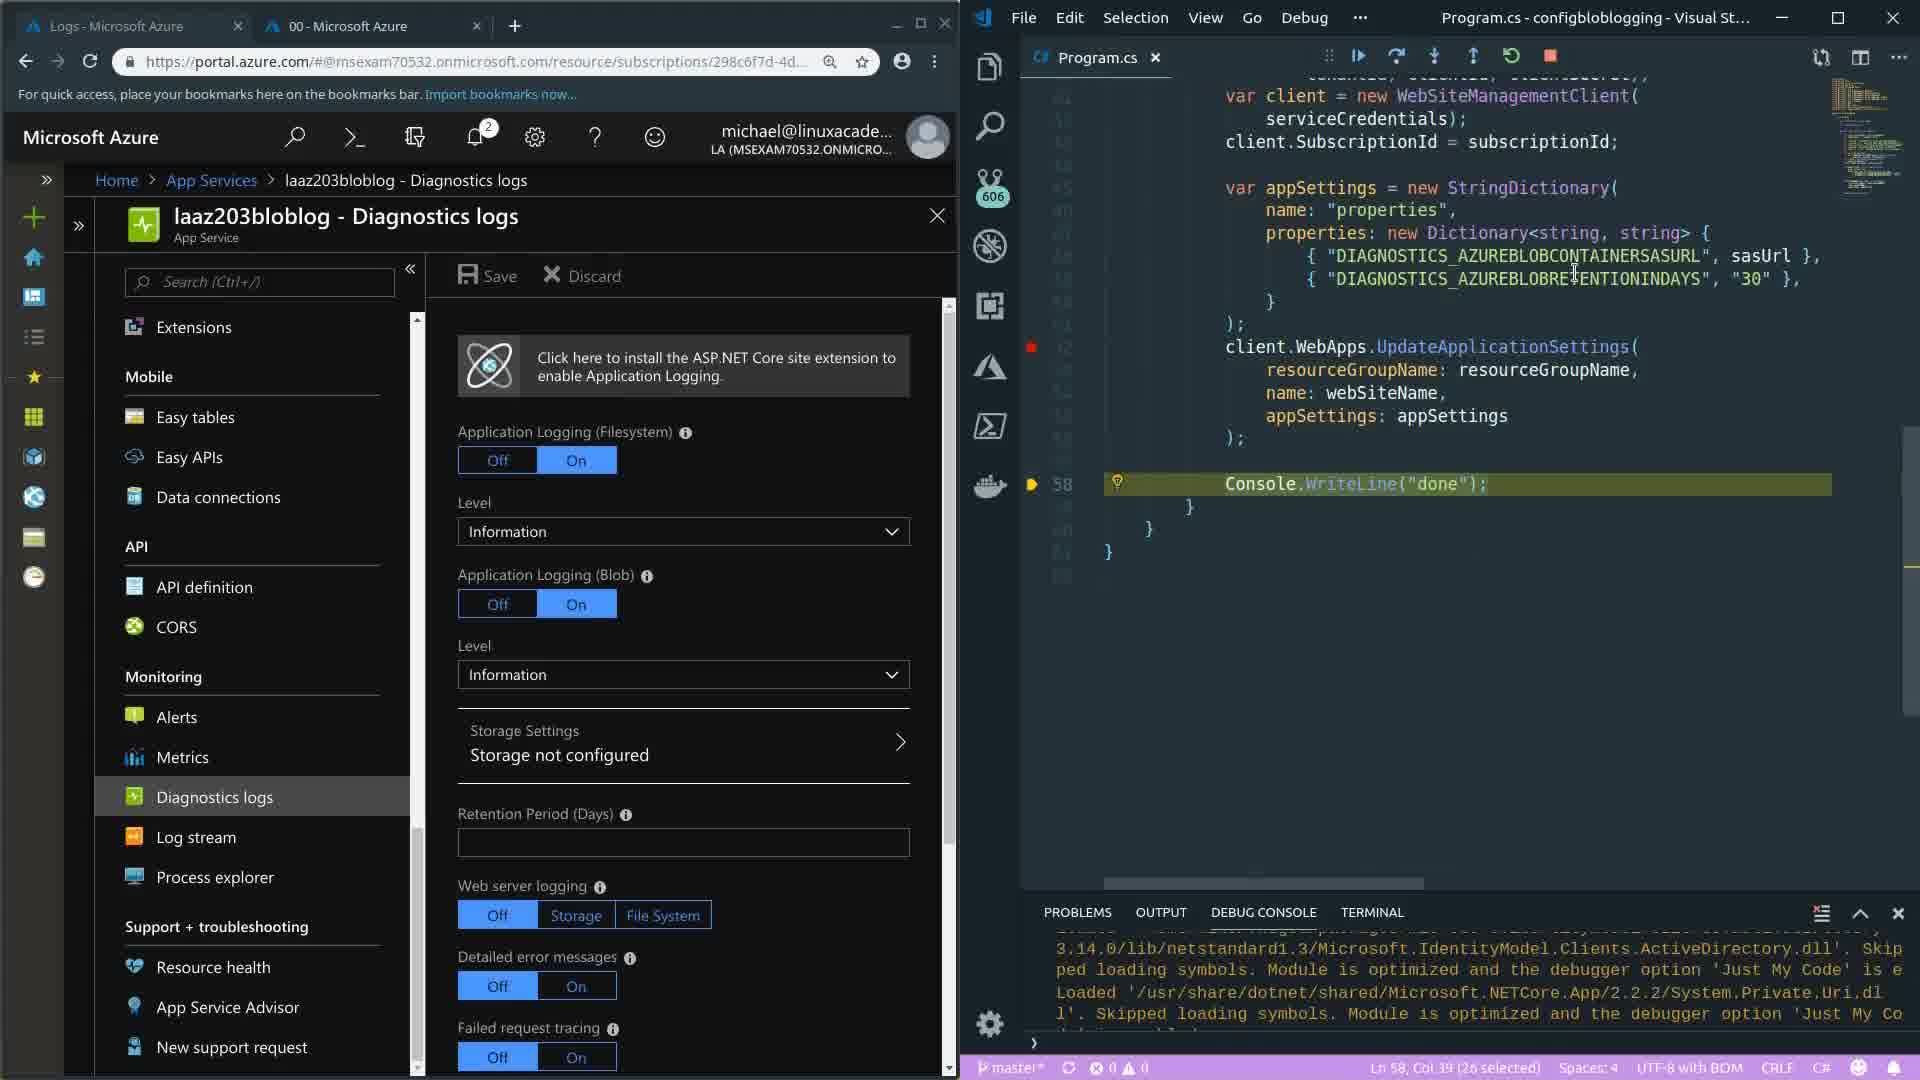 Logs - Microsoft Azure
00 - Microsoft Azure
https://portal.azure.com/#@msexam70532.onmicrosoft.com/resource/subscriptions/298c6f7d-4d...
For quick access, place your bookmarks here on the bookmarks bar. Import bookmarks now...
Microsoft Azure
2
michael@linuxacade...
LA (MSEXAM70532.ONMICRO...
Home > App Services > laaz203bloblog - Diagnostics logs
laaz203bloblog - Diagnostics logs
App Service
Search (Ctrl+/)
Extensions
Mobile
Easy tables
Easy APIs
Data connections
API
API definition
CORS
Monitoring
Alerts
Metrics
Diagnostics logs
Log stream
Process explorer
Support + troubleshooting
Resource health
App Service Advisor
New support request
Save
Discard
Click here to install the ASP.NET Core site extension to
enable Application Logging.
Application Logging (Filesystem)
Off On
Level
Information
Application Logging (Blob)
Off On
Level
Information
Storage Settings
Storage not configured
Retention Period (Days)
Web server logging
Off Storage File System
Detailed error messages
Off On
Failed request tracing
Off On
File Edit Selection View Go Debug ··· Program.cs - configbloblogging - Visual St...
C# Program.cs
606
var client = new WebSiteManagementClient(
serviceCredentials);
client.SubscriptionId = subscriptionId;
var appSettings = new StringDictionary(
name: "properties",
properties: new Dictionary<string, string> {
{ "DIAGNOSTICS_AZUREBLOBCONTAINERSASURL", sasUrl },
{ "DIAGNOSTICS_AZUREBLOBRETENTIONINDAYS", "30" },
}
);
client.WebApps.UpdateApplicationSettings(
resourceGroupName: resourceGroupName,
name: webSiteName,
appSettings: appSettings
);
58 Console.WriteLine("done");
}
}
}
PROBLEMS OUTPUT DEBUG CONSOLE TERMINAL
3.14.0/lib/netstandard1.3/Microsoft.IdentityModel.Clients.ActiveDirectory.dll'. Skip
ped loading symbols. Module is optimized and the debugger option 'Just My Code' is e
Loaded '/usr/share/dotnet/shared/Microsoft.NETCore.App/2.2.2/System.Private.Uri.dl
l'. Skipped loading symbols. Module is optimized and the debugger option 'Just My Co
master* 0 0 Ln 58, Col 39 (26 selected) Spaces: 4 UTF-8 with BOM CRLF C#